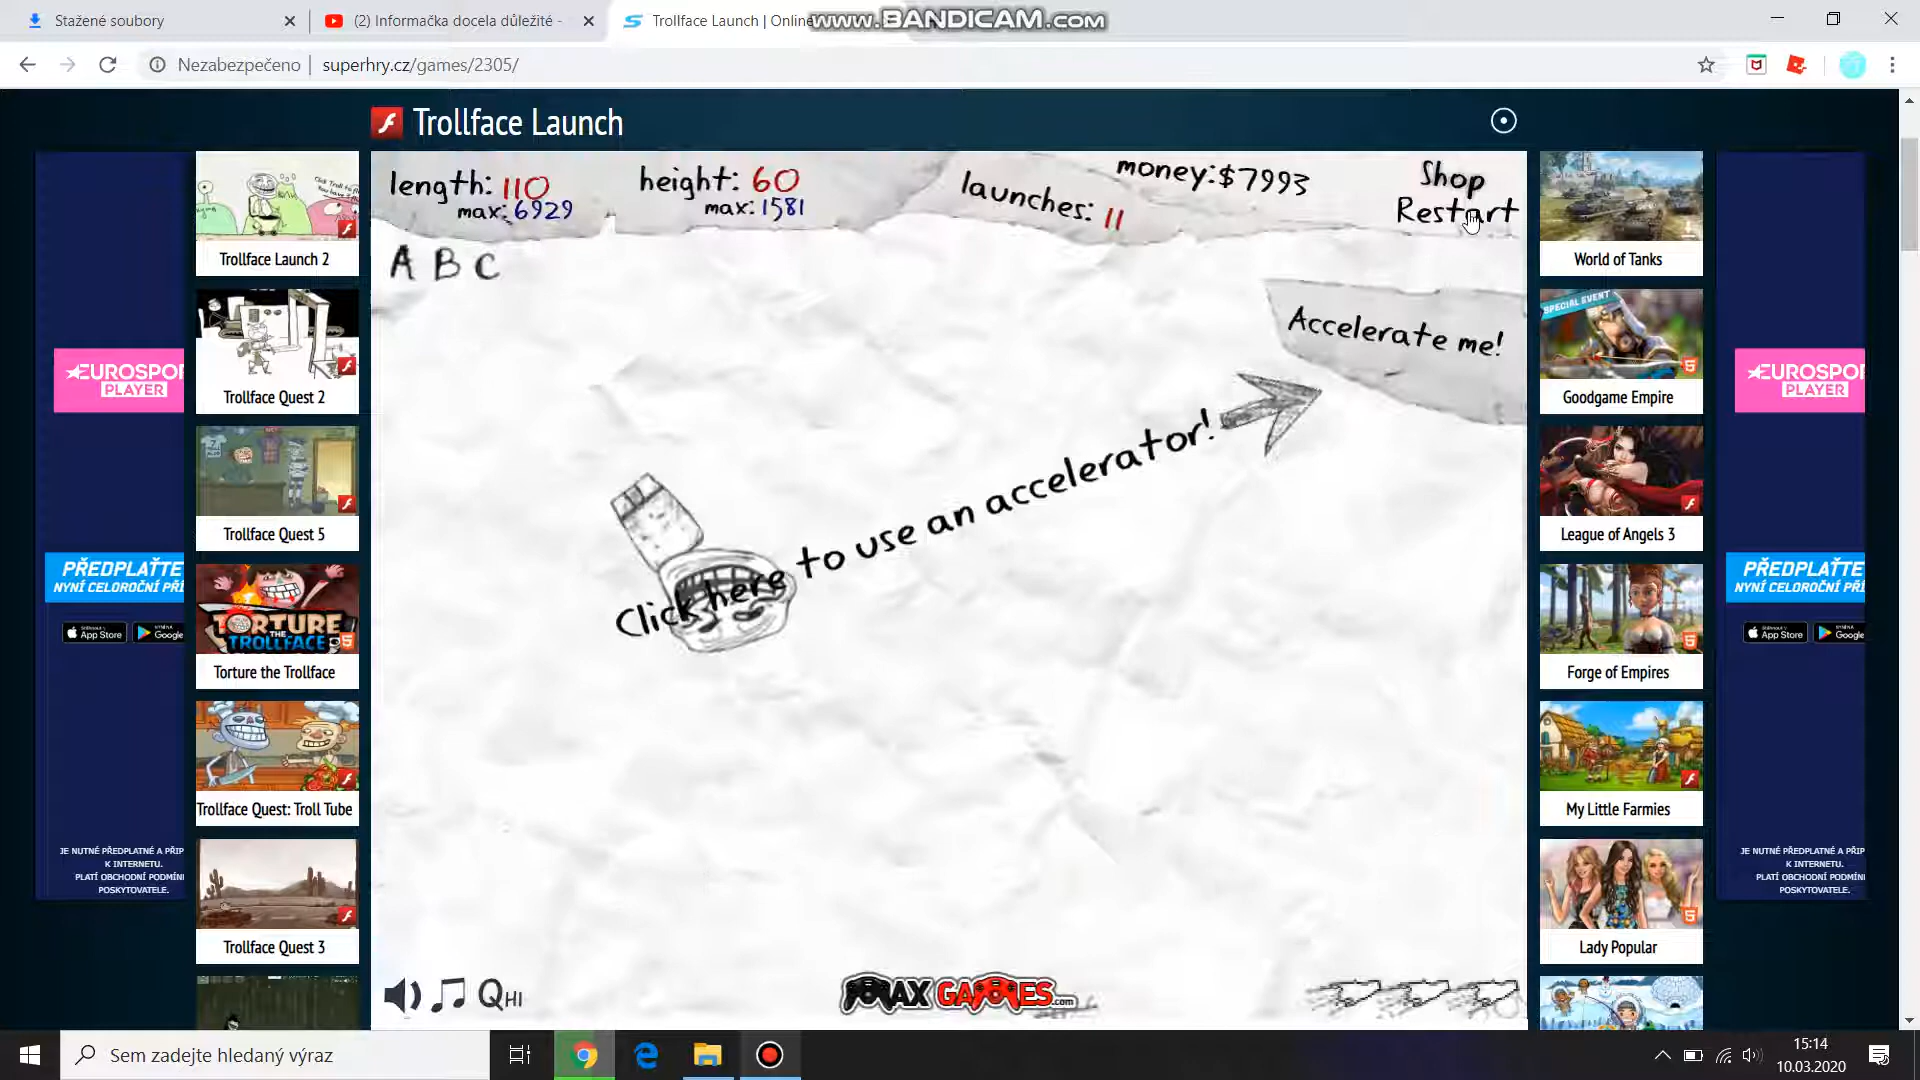 Stažené soubory
(2) Informačka docela důležité -
Trollface Launch | Online
www.BANDICAM.com
Nezabezpečeno
superhry.cz/games/2305/
Trollface Launch
length: 110
max: 6929
height: 60
max: 1581
launches: 11
money: $7993
Shop
Restart
A B C
Accelerate me!
Click here to use an accelerator!
QHI
MAX GAMES.com
Trollface Launch 2
Trollface Quest 2
Trollface Quest 5
TORTURE
THE
TROLLFACE
Torture the Trollface
Trollface Quest: Troll Tube
Trollface Quest 3
World of Tanks
SPECIAL EVENT
Goodgame Empire
League of Angels 3
Forge of Empires
My Little Farmies
Lady Popular
EUROSPO
PLAYER
PŘEDPLAŤTE
NYNÍ CELOROČNÍ PŘÍ
App Store
Google
JE NUTNÉ PŘEDPLATNÉ A PŘIP
K INTERNETU.
PLATÍ OBCHODNÍ PODMÍN
POSKYTOVATELE.
EUROSPO
PLAYER
PŘEDPLAŤTE
NYNÍ CELOROČNÍ PŘÍ
App Store
Google
JE NUTNÉ PŘEDPLATNÉ A PŘIP
K INTERNETU.
PLATÍ OBCHODNÍ PODMÍN
POSKYTOVATELE.
Sem zadejte hledaný výraz
15:14
10.03.2020